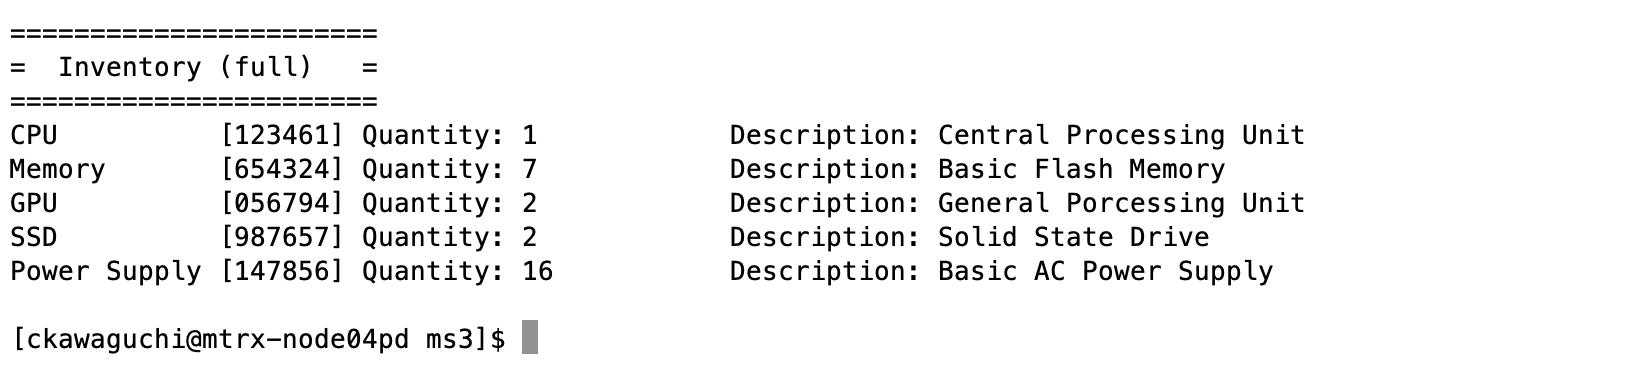 =======================
=  Inventory (full)   =
=======================
CPU          [123461] Quantity: 1            Description: Central Processing Unit
Memory       [654324] Quantity: 7            Description: Basic Flash Memory
GPU          [056794] Quantity: 2            Description: General Porcessing Unit
SSD          [987657] Quantity: 2            Description: Solid State Drive
Power Supply [147856] Quantity: 16           Description: Basic AC Power Supply
[ckawaguchi@mtrx-node04pd ms3]$